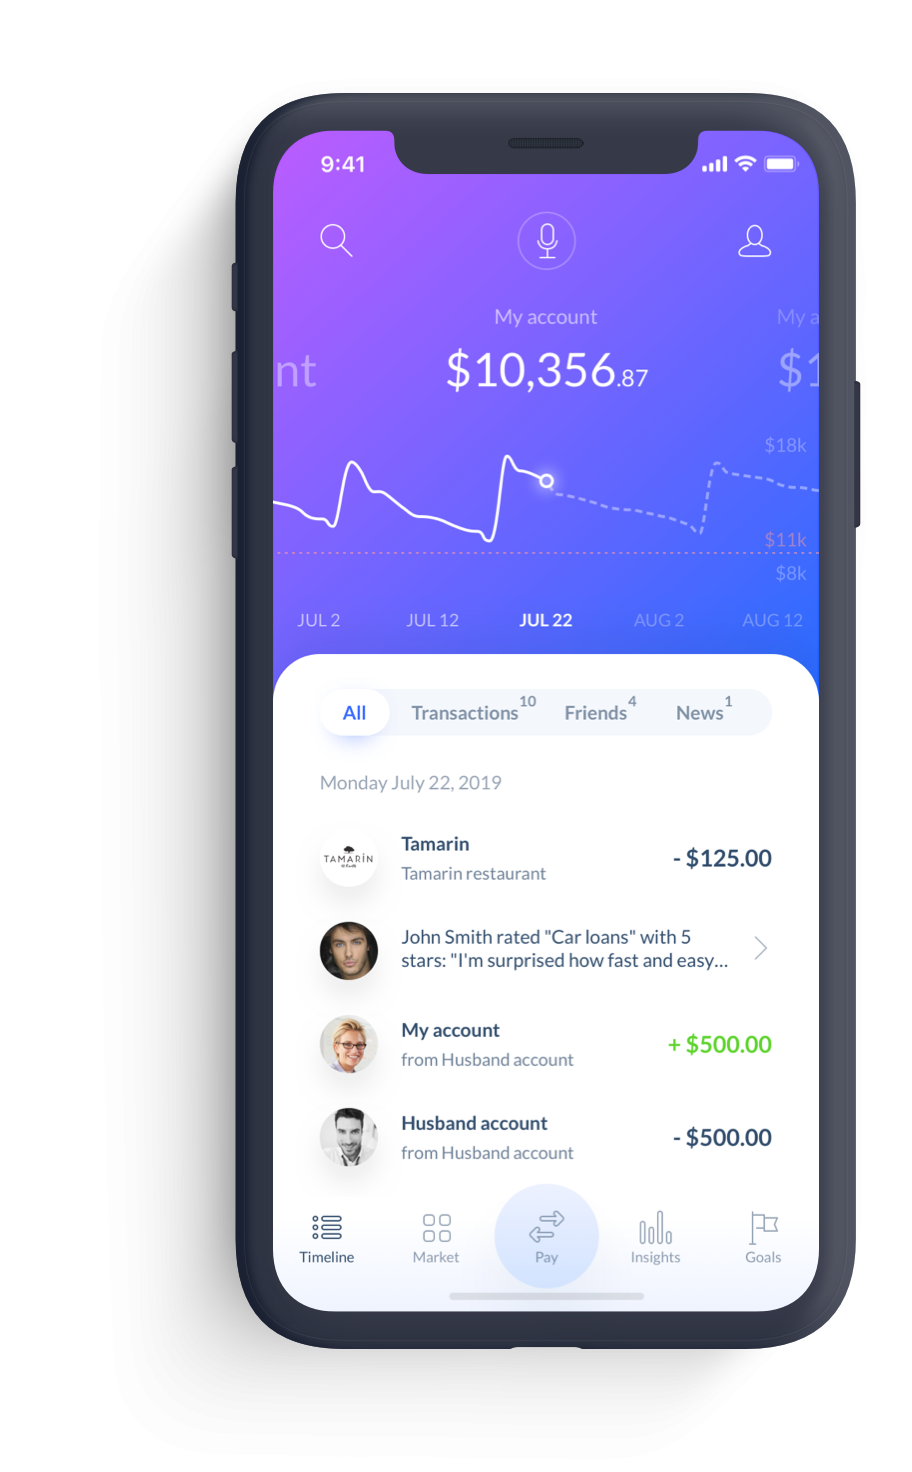 9:41
My account
My a
nt
$10,356.87
$1
$18k
$11k
$8k
JUL 2
JUL 12
JUL 22
AUG 2
AUG 12
All
Transactions 10
Friends 4
News 1
Monday July 22, 2019
TAMARIN
Tamarin
- $125.00
Tamarin restaurant
John Smith rated "Car loans" with 5
stars: "I'm surprised how fast and easy...
My account
+ $500.00
from Husband account
Husband account
- $500.00
from Husband account
Timeline
Market
Pay
Insights
Goals